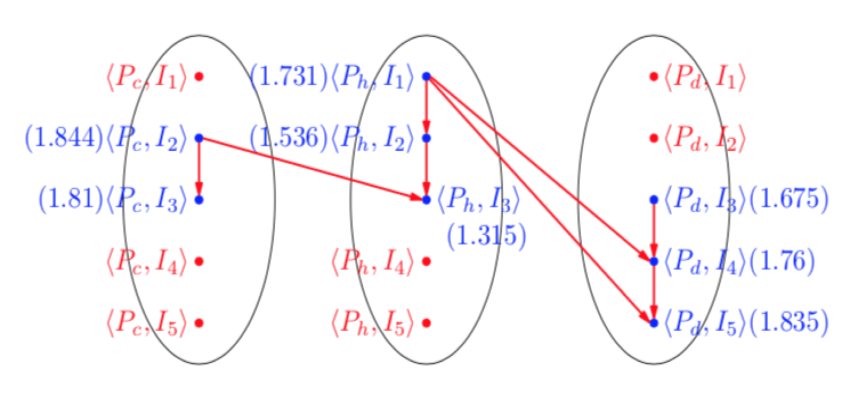 ⟨P_c, I_1⟩ (1.731)⟨P_h, I_1⟩ ⟨P_d, I_1⟩
(1.844)⟨P_c, I_2⟩ (1.536)⟨P_h, I_2⟩ ⟨P_d, I_2⟩
(1.81)⟨P_c, I_3⟩ ⟨P_h, I_3⟩ ⟨P_d, I_3⟩(1.675)
(1.315)
⟨P_c, I_4⟩ ⟨P_h, I_4⟩ ⟨P_d, I_4⟩(1.76)
⟨P_c, I_5⟩ ⟨P_h, I_5⟩ ⟨P_d, I_5⟩(1.835)